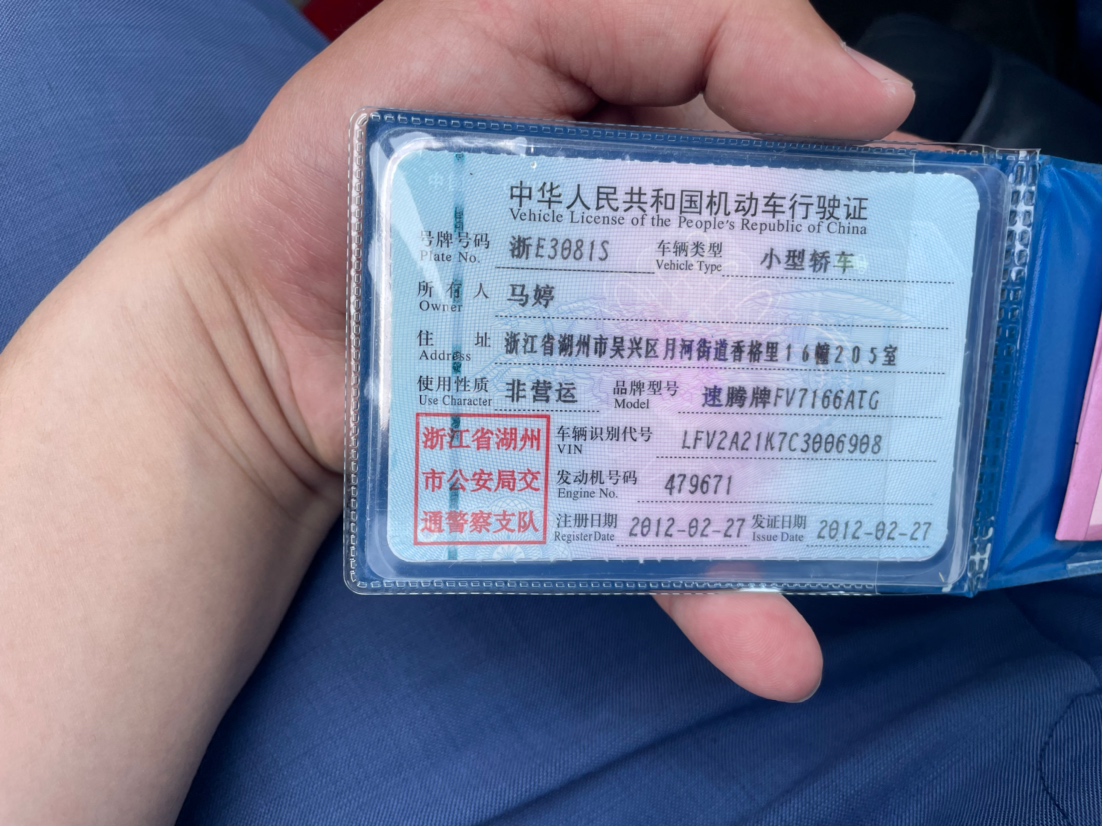 中华人民共和国机动车行驶证
Vehicle License of the People's Republic of China
号牌号码 浙E3081S 车辆类型 小型轿车
Plate No. Vehicle Type
所有人 马婷
Owner
住址 浙江省湖州市吴兴区月河街道香格里16幢205室
Address
使用性质 非营运 品牌型号 速腾牌FV7166ATG
Use Character Model
浙江省湖州
市公安局交
通警察支队
车辆识别代号 LFV2A21K7C3006908
VIN
发动机号码 479671
Engine No.
注册日期 2012-02-27 发证日期 2012-02-27
Register Date Issue Date